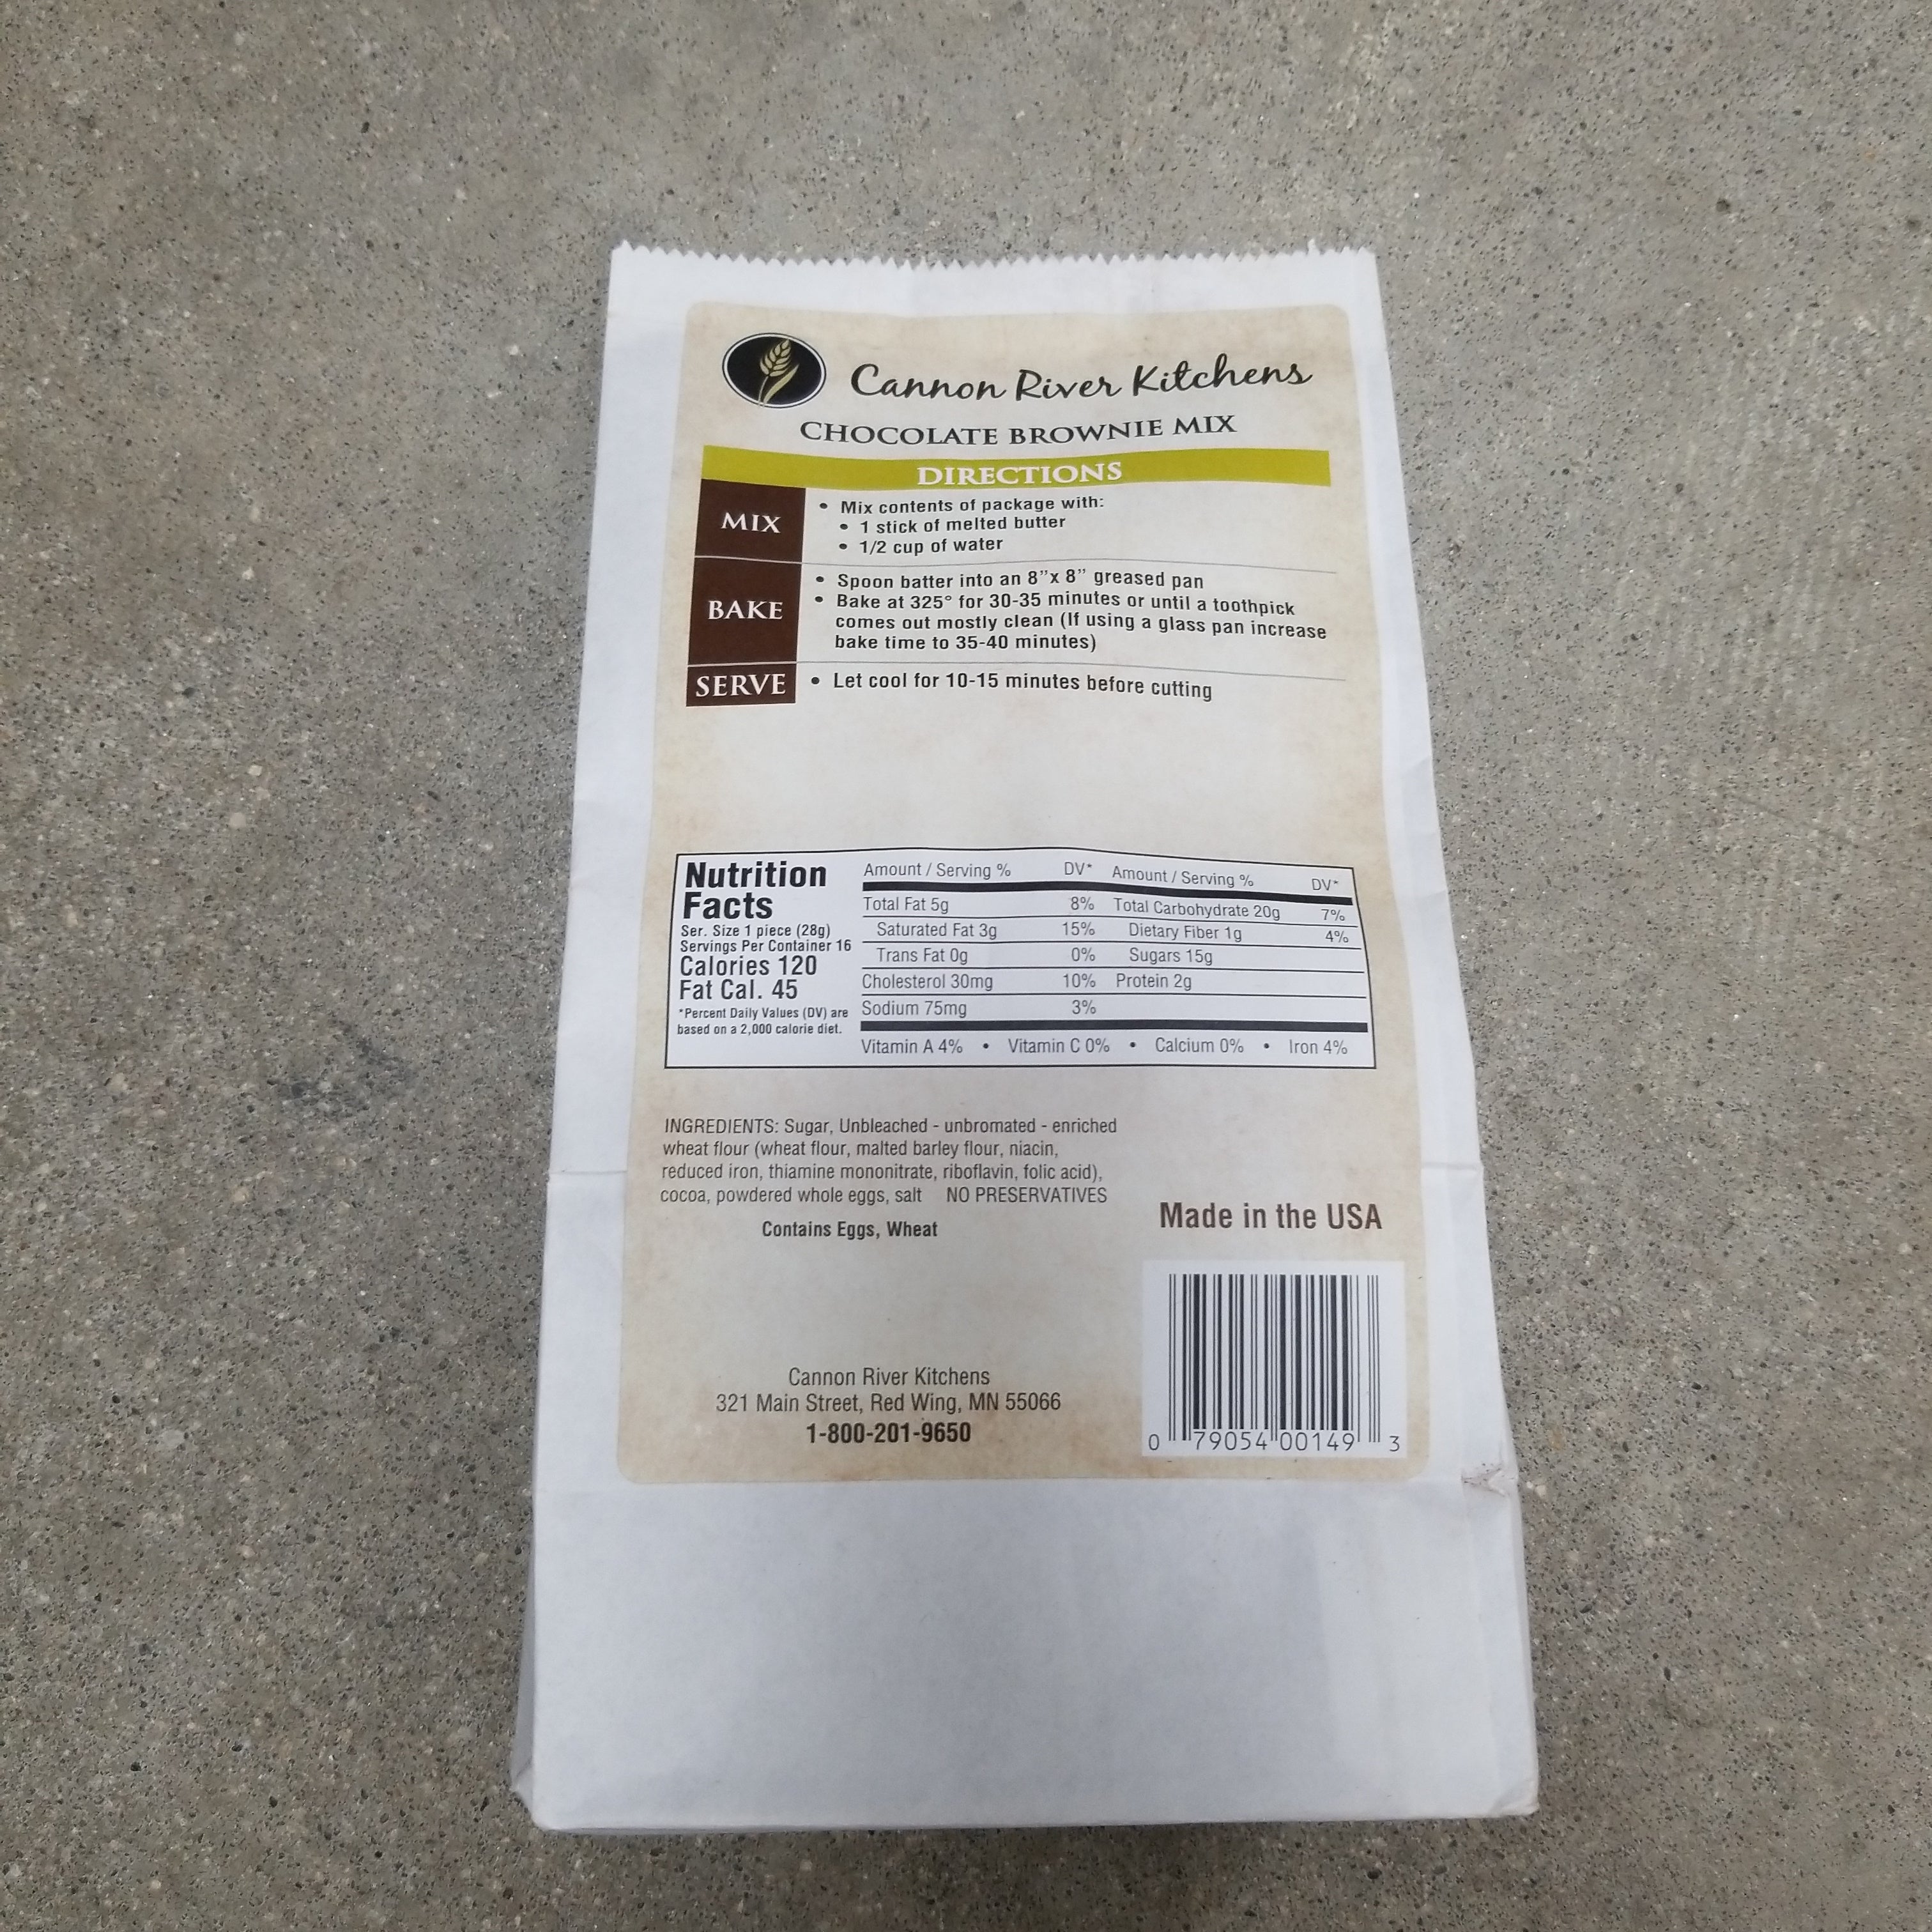 Cannon River Kitchens
CHOCOLATE BROWNIE MIX
DIRECTIONS
MIX
• Mix contents of package with:
• 1 stick of melted butter
• 1/2 cup of water
BAKE
• Spoon batter into an 8”x 8” greased pan
• Bake at 325° for 30-35 minutes or until a toothpick
comes out mostly clean (If using a glass pan increase
bake time to 35-40 minutes)
SERVE
• Let cool for 10-15 minutes before cutting
Nutrition
Facts
Ser. Size 1 piece (28g)
Servings Per Container 16
Calories 120
Fat Cal. 45
*Percent Daily Values (DV) are
based on a 2,000 calorie diet.
Amount / Serving % DV* Amount / Serving % DV*
Total Fat 5g 8% Total Carbohydrate 20g 7%
Saturated Fat 3g 15% Dietary Fiber 1g 4%
Trans Fat 0g 0% Sugars 15g
Cholesterol 30mg 10% Protein 2g
Sodium 75mg 3%
Vitamin A 4% • Vitamin C 0% • Calcium 0% • Iron 4%
INGREDIENTS: Sugar, Unbleached - unbromated - enriched
wheat flour (wheat flour, malted barley flour, niacin,
reduced iron, thiamine mononitrate, riboflavin, folic acid),
cocoa, powdered whole eggs, salt NO PRESERVATIVES
Contains Eggs, Wheat
Made in the USA
Cannon River Kitchens
321 Main Street, Red Wing, MN 55066
1-800-201-9650
0 79054 00149 3